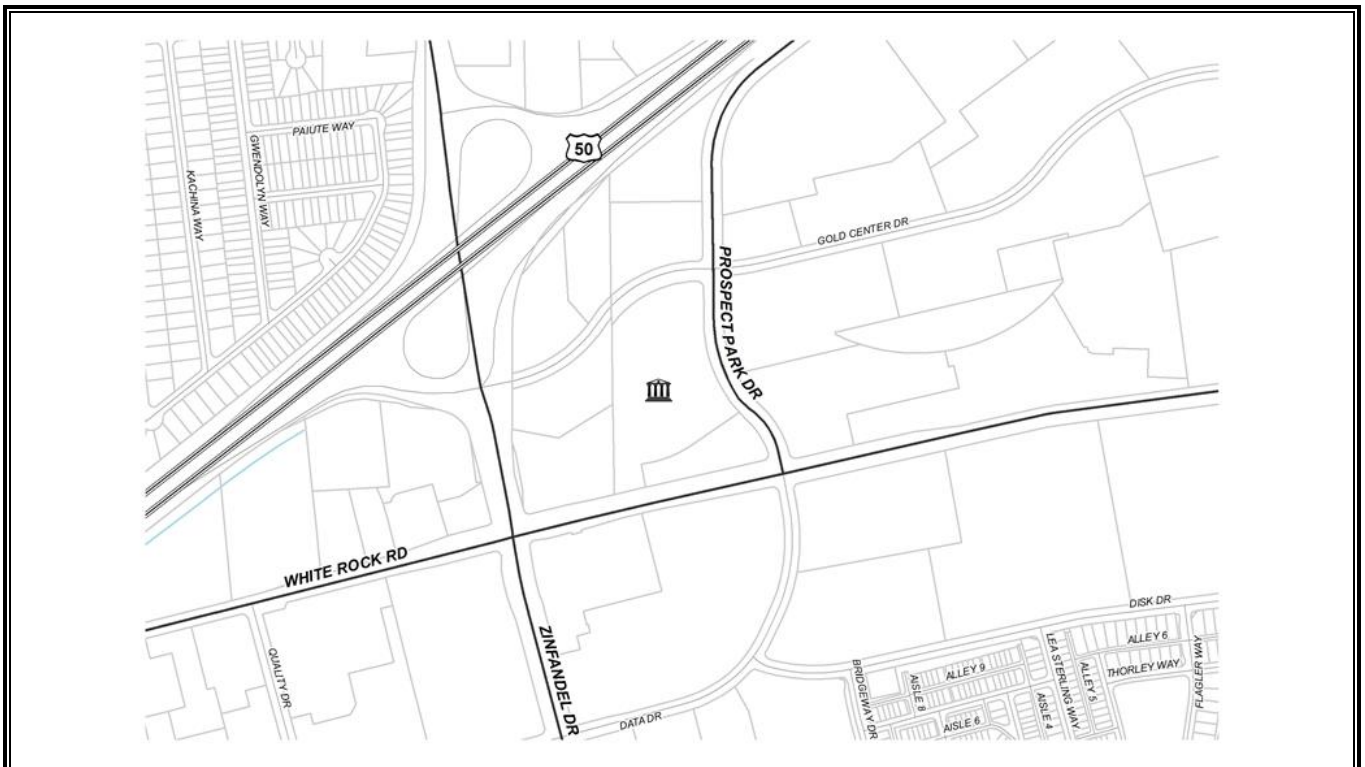 PAIUTE WAY
GWENDOLYN WAY
KACHINA WAY
50
GOLD CENTER DR
PROSPECT PARK DR
WHITE ROCK RD
ZINFANDEL DR
QUALITY DR
DATA DR
DISK DR
BRIDGEWAY DR
ALLEY 9
AISLE 8
AISLE 6
AISLE 4
LEA STERLING WAY
ALLEY 5
ALLEY 6
THORLEY WAY
FLAGLER WAY